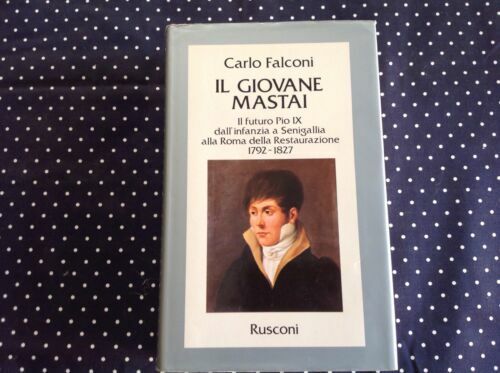 Carlo Falconi
IL GIOVANE
MASTAI
Il futuro Pio IX
dall'infanzia a Senigallia
alla Roma della Restaurazione
1792-1827
Rusconi